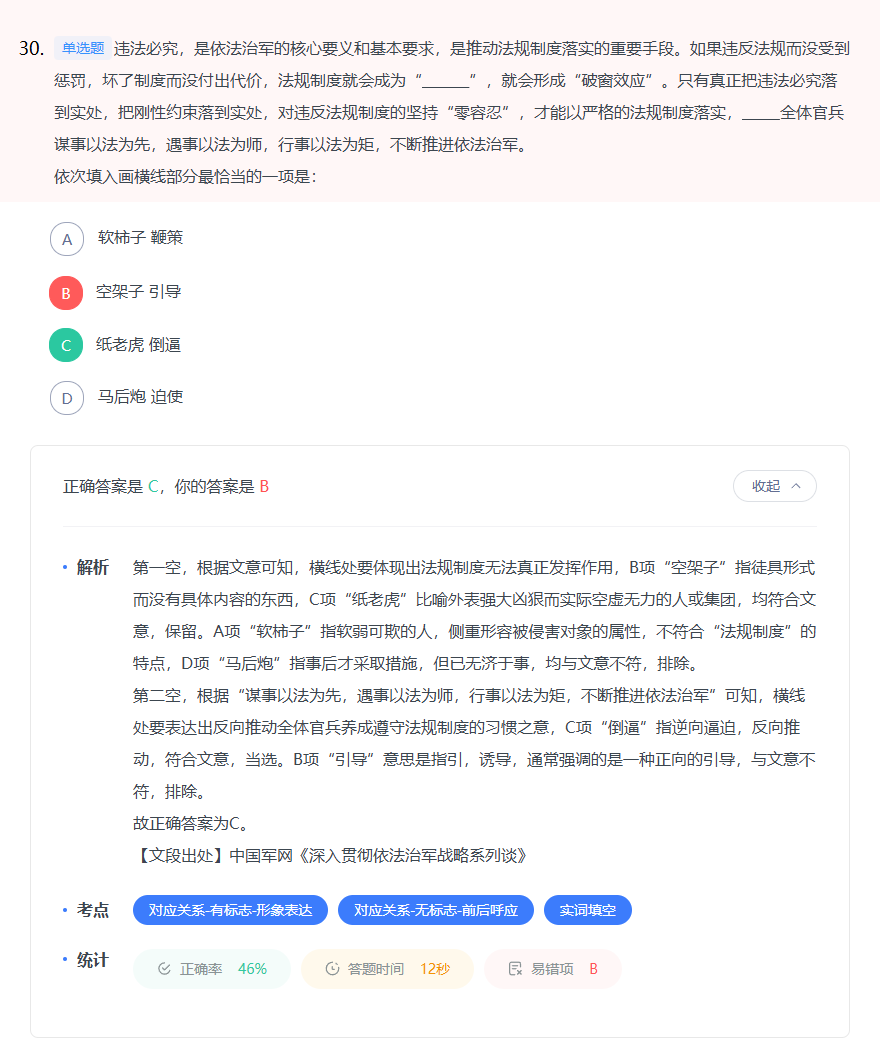 30. 单选题 违法必究，是依法治军的核心要义和基本要求，是推动法规制度落实的重要手段。如果违反法规而没受到
惩罚，坏了制度而没付出代价，法规制度就会成为“______”，就会形成“破窗效应”。只有真正把违法必究落
到实处，把刚性约束落到实处，对违反法规制度的坚持“零容忍”，才能以严格的法规制度落实，_____全体官兵
谋事以法为先，遇事以法为师，行事以法为矩，不断推进依法治军。
依次填入画横线部分最恰当的一项是：
A 软柿子 鞭策
B 空架子 引导
C 纸老虎 倒逼
D 马后炮 迫使
正确答案是 C，你的答案是 B 收起
解析 第一空，根据文意可知，横线处要体现出法规制度无法真正发挥作用，B项“空架子”指徒具形式
而没有具体内容的东西，C项“纸老虎”比喻外表强大凶狠而实际空虚无力的人或集团，均符合文
意，保留。A项“软柿子”指软弱可欺的人，侧重形容被侵害对象的属性，不符合“法规制度”的
特点，D项“马后炮”指事后才采取措施，但已无济于事，均与文意不符，排除。
第二空，根据“谋事以法为先，遇事以法为师，行事以法为矩，不断推进依法治军”可知，横线
处要表达出反向推动全体官兵养成遵守法规制度的习惯之意，C项“倒逼”指逆向逼迫，反向推
动，符合文意，当选。B项“引导”意思是指引，诱导，通常强调的是一种正向的引导，与文意不
符，排除。
故正确答案为C。
【文段出处】中国军网《深入贯彻依法治军战略系列谈》
考点 对应关系-有标志-形象表达 对应关系-无标志-前后呼应 实词填空
统计 正确率 46% 答题时间 12秒 易错项 B